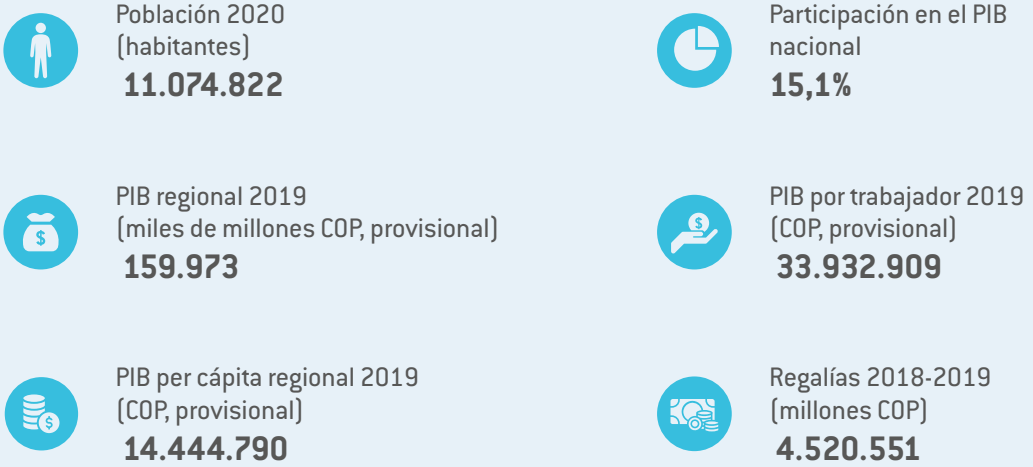 Población 2020
(habitantes)
11.074.822
Participación en el PIB
nacional
15,1%
PIB regional 2019
(miles de millones COP, provisional)
159.973
PIB por trabajador 2019
(COP, provisional)
33.932.909
PIB per cápita regional 2019
(COP, provisional)
14.444.790
Regalías 2018-2019
(millones COP)
4.520.551